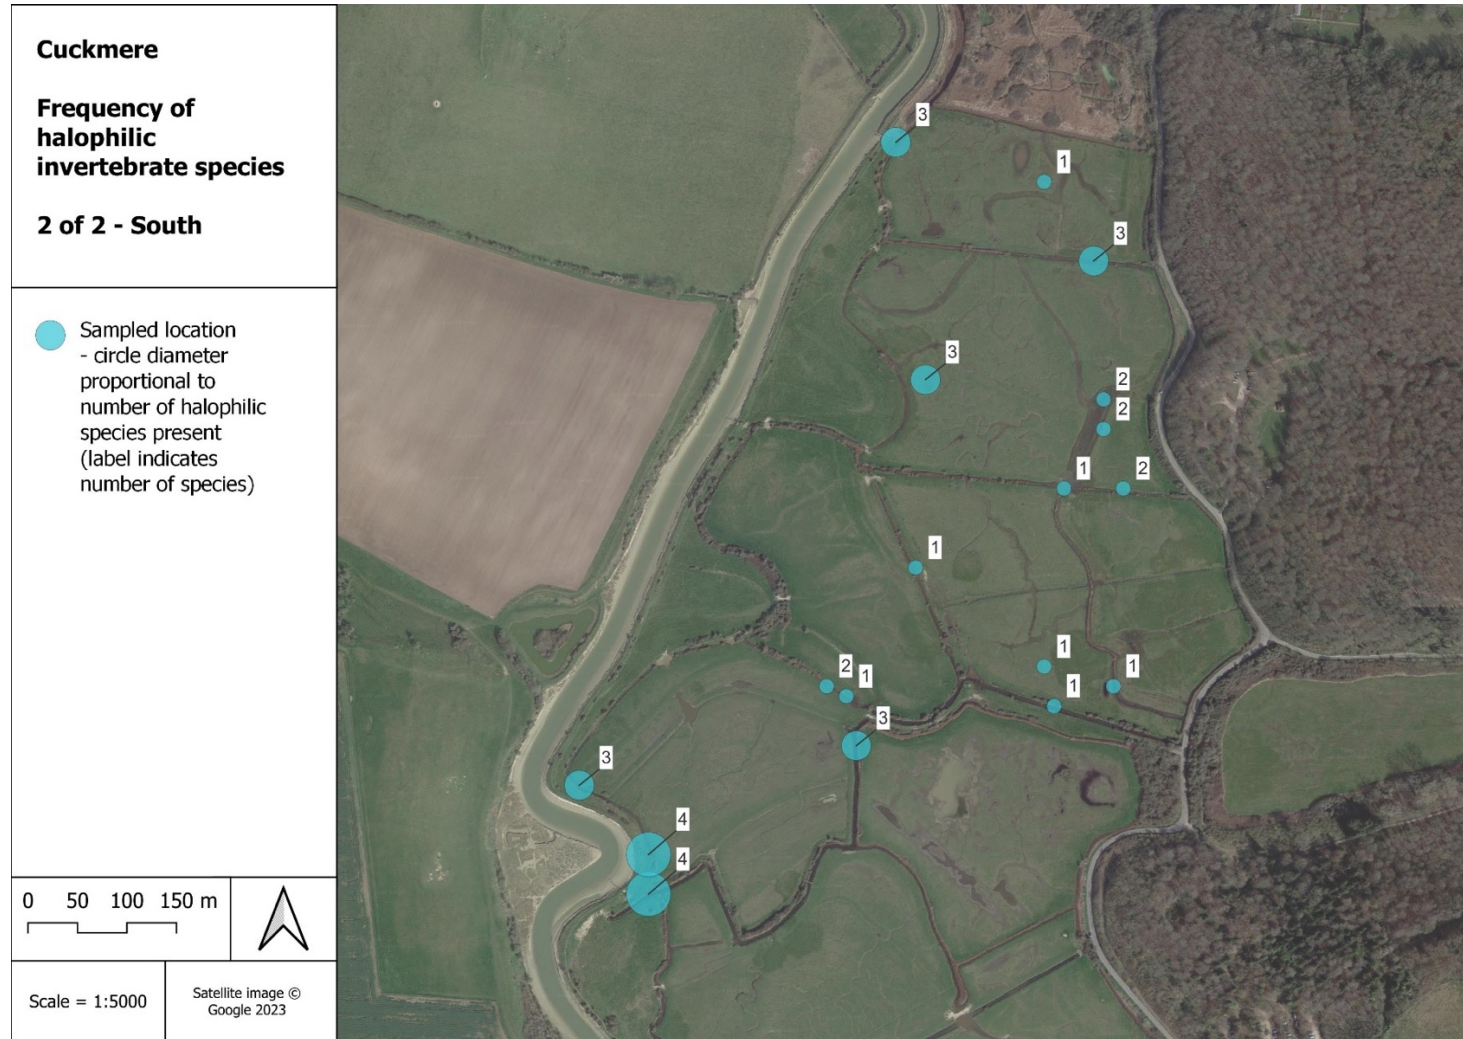 Cuckmere
Frequency of
halophilic
invertebrate species
2 of 2 - South
Sampled location
- circle diameter
proportional to
number of halophilic
species present
(label indicates
number of species)
0 50 100 150 m
Scale = 1:5000
Satellite image ©
Google 2023
3
1
3
3
2
2
1
2
1
1
2
1
1
1
3
3
4
4